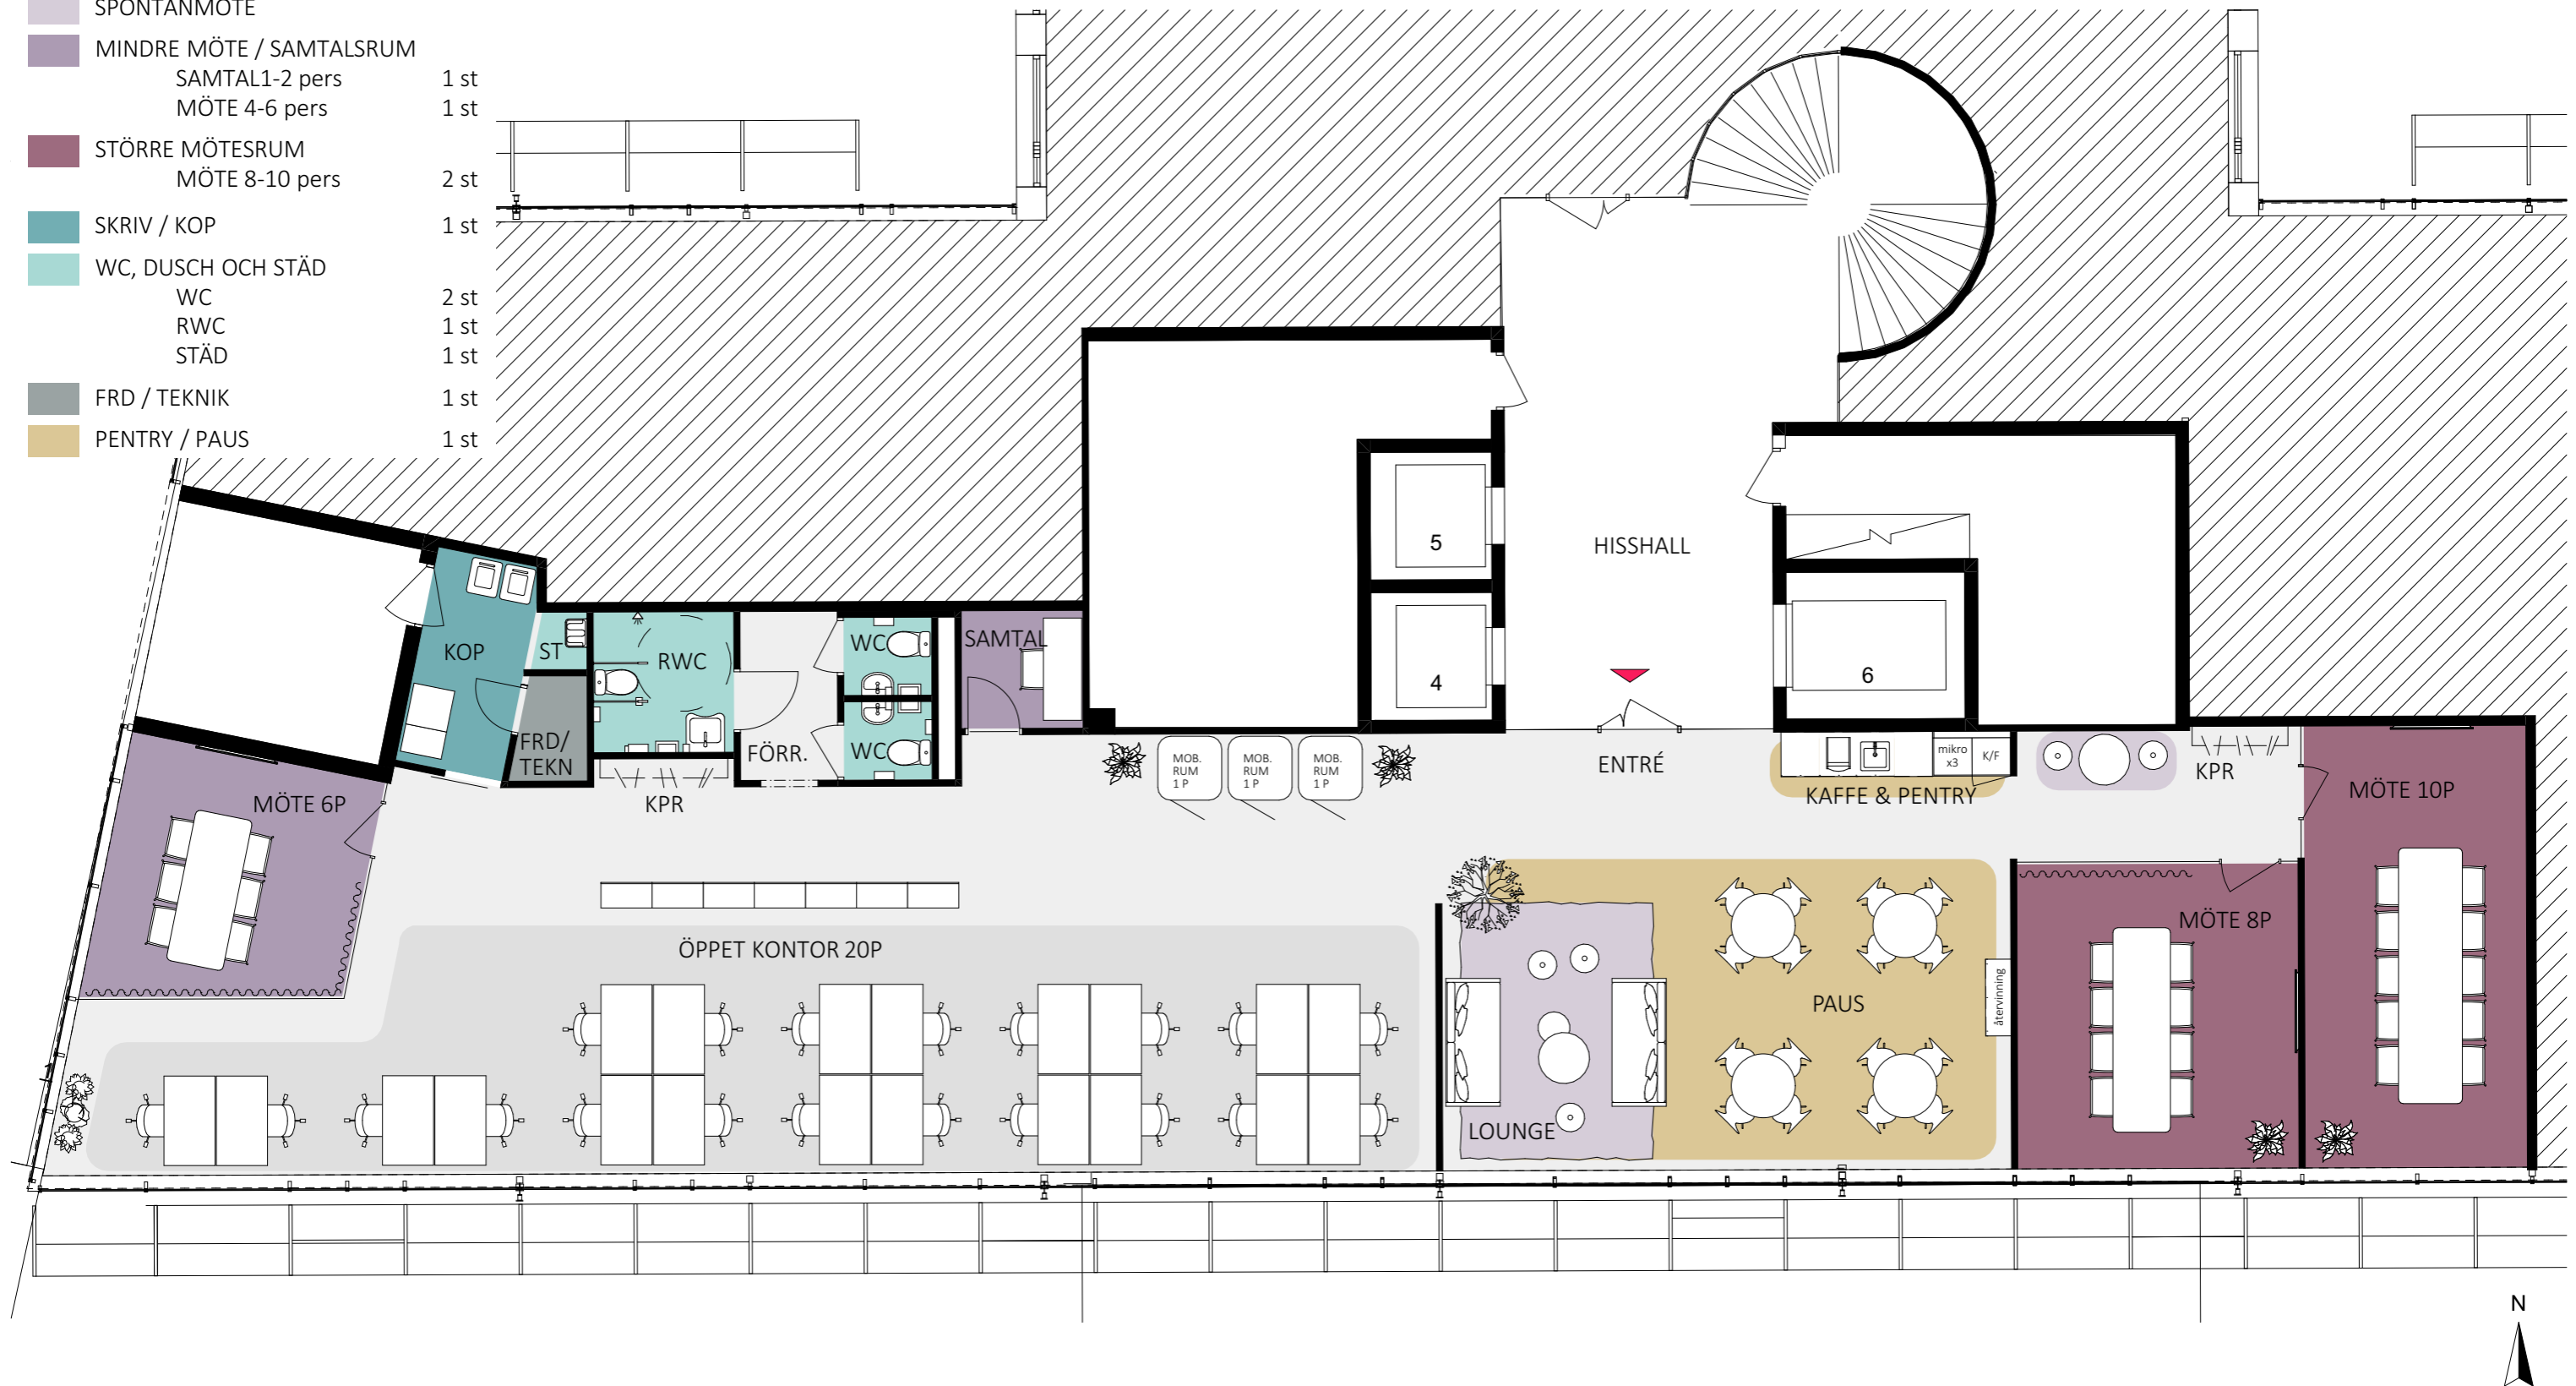 SPONTANMÖTE
MINDRE MÖTE / SAMTALSRUM
SAMTAL1-2 pers 1 st
MÖTE 4-6 pers 1 st
STÖRRE MÖTESRUM
MÖTE 8-10 pers 2 st
SKRIV / KOP 1 st
WC, DUSCH OCH STÄD
WC 2 st
RWC 1 st
STÄD 1 st
FRD / TEKNIK 1 st
PENTRY / PAUS 1 st
5
HISSHALL
KOP
ST
RWC
WC
SAMTAL
4
6
FRD/
TEKN
FÖRR.
WC
MOB.
RUM
1 P
MOB.
RUM
1 P
MOB.
RUM
1 P
ENTRÉ
mikro
x3
K/F
KPR
MÖTE 6P
KPR
KAFFE & PENTRY
MÖTE 10P
ÖPPET KONTOR 20P
MÖTE 8P
PAUS
återvinning
LOUNGE
N